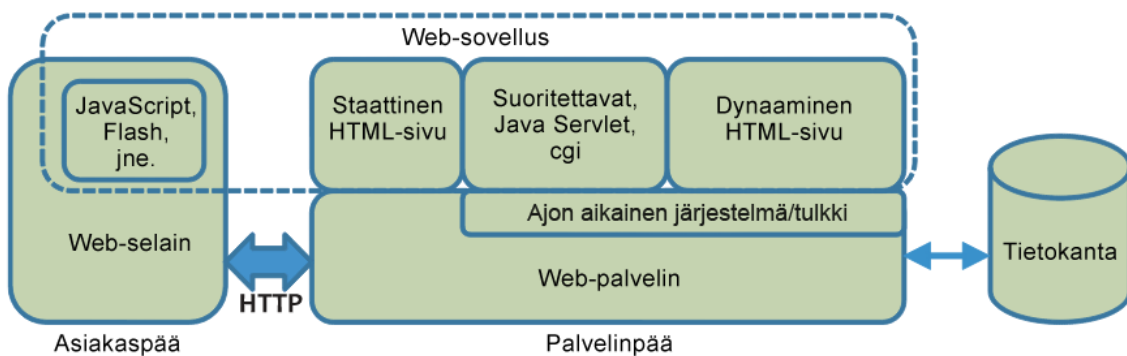 Web-sovellus
JavaScript,
Flash,
jne.
Staattinen
HTML-sivu
Suoritettavat,
Java Servlet,
cgi
Dynaaminen
HTML-sivu
Ajon aikainen järjestelmä/tulkki
Web-selain
HTTP
Web-palvelin
Tietokanta
Asiakaspää
Palvelinpää